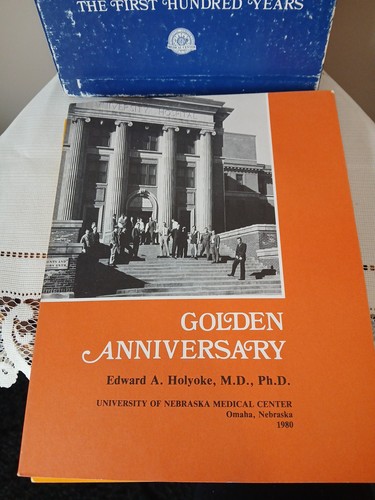 THE FIRST HUNDRED YEARS
GOLDEN
ANNIVERSARY
Edward A. Holyoke, M.D., Ph.D.
UNIVERSITY OF NEBRASKA MEDICAL CENTER
Omaha, Nebraska
1980